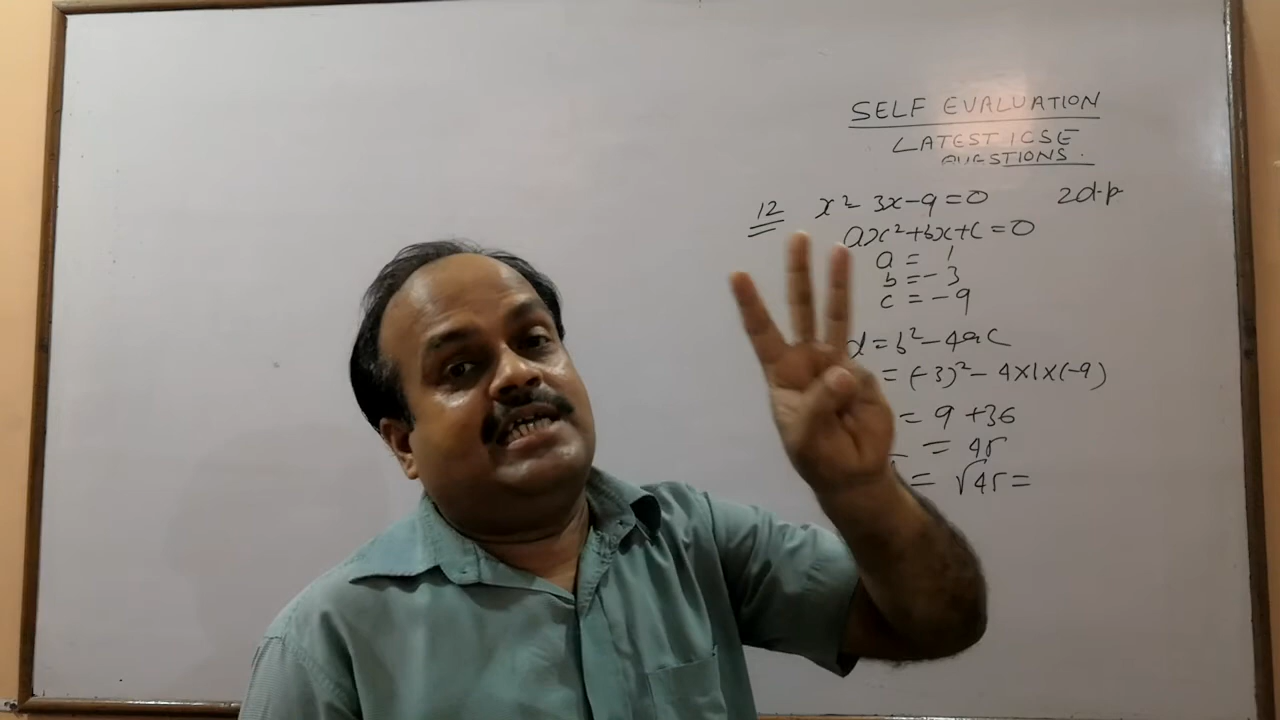 SELF EVALUATION
LATEST ICSE
QUESTIONS.
12 x² 3x-9=0 2d.p
ax²+bx+c=0
a = 1
b = -3
c = -9
d = b² - 4ac
= (-3)² - 4×1×(-9)
= 9 +36
= 45
= √45 =